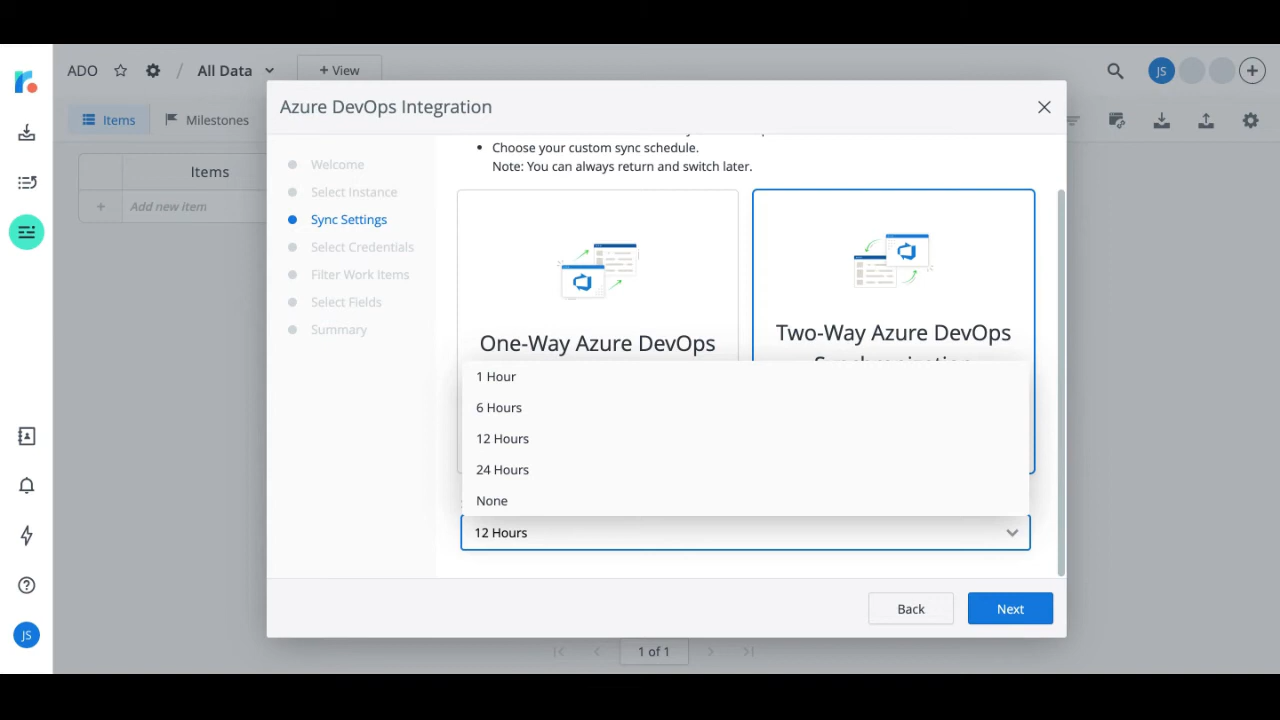 ADO
/
All Data
+ View
JS
Items
Milestones
Items
+
Add new Item
Azure DevOps Integration
Welcome
Select Instance
Sync Settings
Select Credentials
Filter Work Items
Select Fields
Summary
Choose your custom sync schedule.
Note: You can always return and switch later.
One-Way Azure DevOps
Two-Way Azure DevOps
Synchronization
1 Hour
6 Hours
12 Hours
24 Hours
None
12 Hours
Back
Next
1 of 1
JS